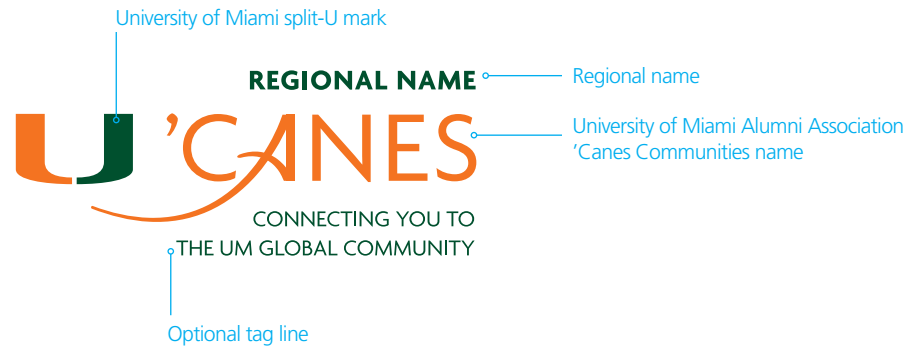 University of Miami split-U mark
REGIONAL NAME
Regional name
U ’CANES
University of Miami Alumni Association
’Canes Communities name
CONNECTING YOU TO
THE UM GLOBAL COMMUNITY
Optional tag line